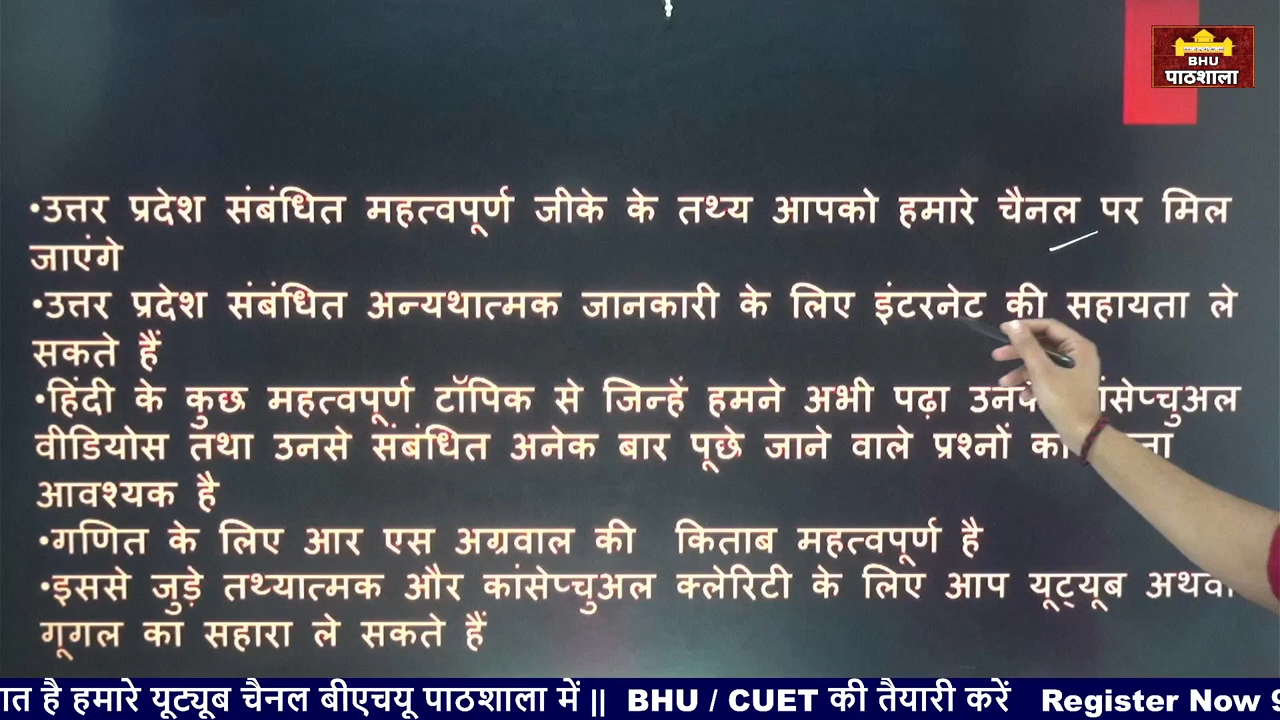 BHU
पाठशाला
•उत्तर प्रदेश संबंधित महत्वपूर्ण जीके के तथ्य आपको हमारे चैनल पर मिल
जाएंगे
•उत्तर प्रदेश संबंधित अन्यथात्मक जानकारी के लिए इंटरनेट की सहायता ले
सकते हैं
•हिंदी के कुछ महत्वपूर्ण टॉपिक से जिन्हें हमने अभी पढ़ा
वीडियोस तथा उनसे संबंधित अनेक बार पूछे जाने वाले प्रश्नों
आवश्यक है
•गणित के लिए आर एस अग्रवाल की किताब महत्वपूर्ण है
•इससे जुड़े तथ्यात्मक और कांसेप्चुअल क्लेरिटी के लिए आप यूट्यूब अथवा
गूगल का सहारा ले सकते हैं
है हमारे यूट्यूब चैनल बीएचयू पाठशाला में || BHU / CUET की तैयारी करें Register Now